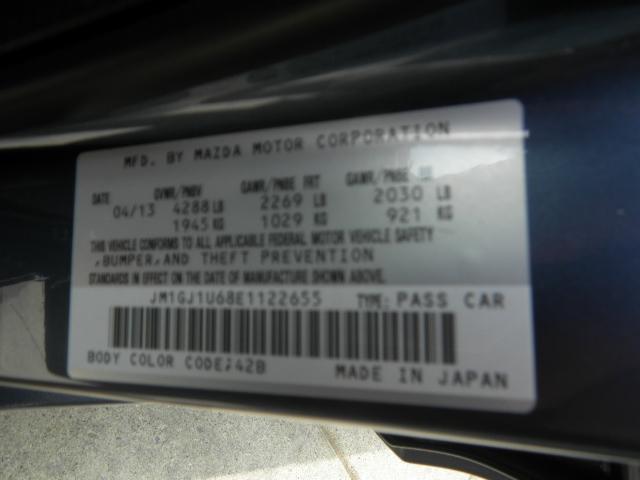 MFD. BY MAZDA MOTOR CORPORATION
DATE GVWR/PNBV GAWR/PNBE FRT GAWR/PNBE
04/13 4288 LB 2269 LB 2030 LB
1945 KG 1029 KG 921 KG
THIS VEHICLE CONFORMS TO ALL APPLICABLE FEDERAL MOTOR VEHICLE SAFETY
,BUMPER,AND THEFT PREVENTION
STANDARDS IN EFFECT ON THE DATE OF MANUFACTURE SHOWN ABOVE.
JM1GJ1U68E1122655 TYPE: PASS CAR
BODY COLOR CODE: 42B MADE IN JAPAN